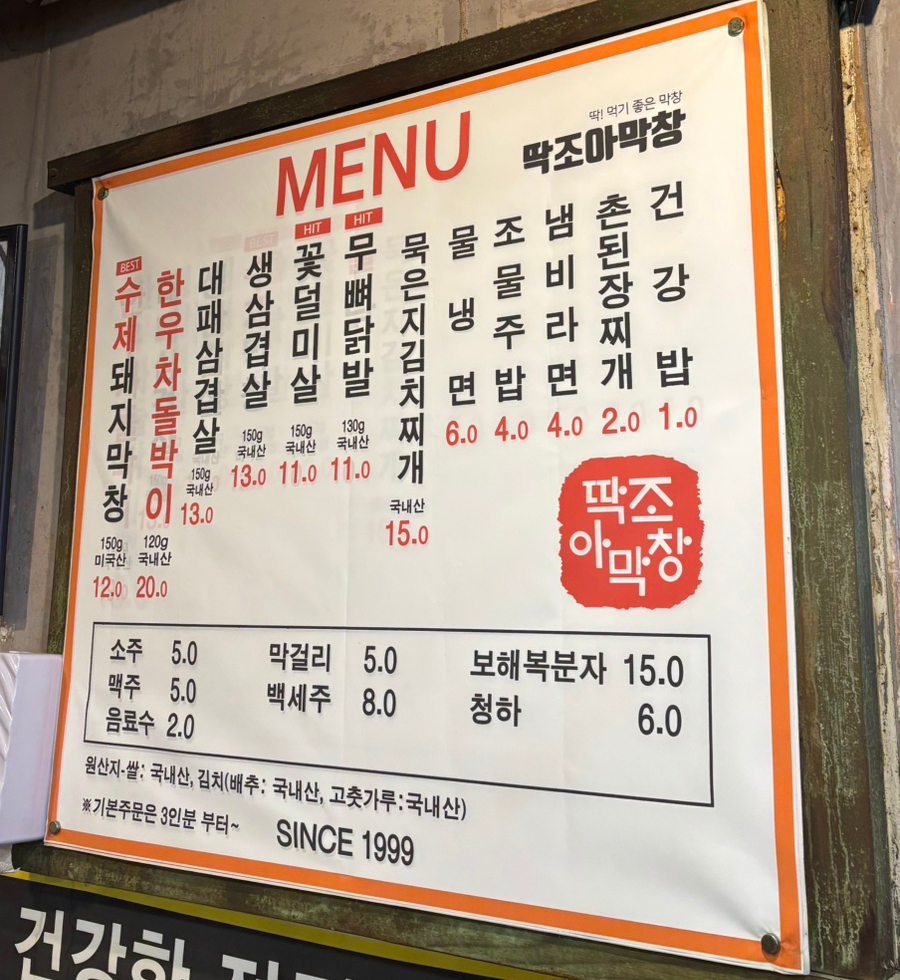 MENU
딱! 먹기 좋은 막창
딱조아막창
BEST
수제돼지막창
150g
미국산
12.0
한우차돌박이
120g
국내산
20.0
대패삼겹살
150g
국내산
13.0
생삼겹살
150g
국내산
13.0
HIT
꽃덜미살
150g
국내산
11.0
HIT
무뼈닭발
130g
국내산
11.0
묵은지김치찌개
국내산
15.0
물냉면
6.0
조물주밥
4.0
냄비라면
4.0
촌된장찌개
2.0
건강밥
1.0
딱조
아막창
소주 5.0 막걸리 5.0 보해복분자 15.0
맥주 5.0 백세주 8.0 청하 6.0
음료수 2.0
원산지-쌀: 국내산, 김치(배추: 국내산, 고춧가루:국내산)
※기본주문은 3인분 부터~
SINCE 1999
건강한